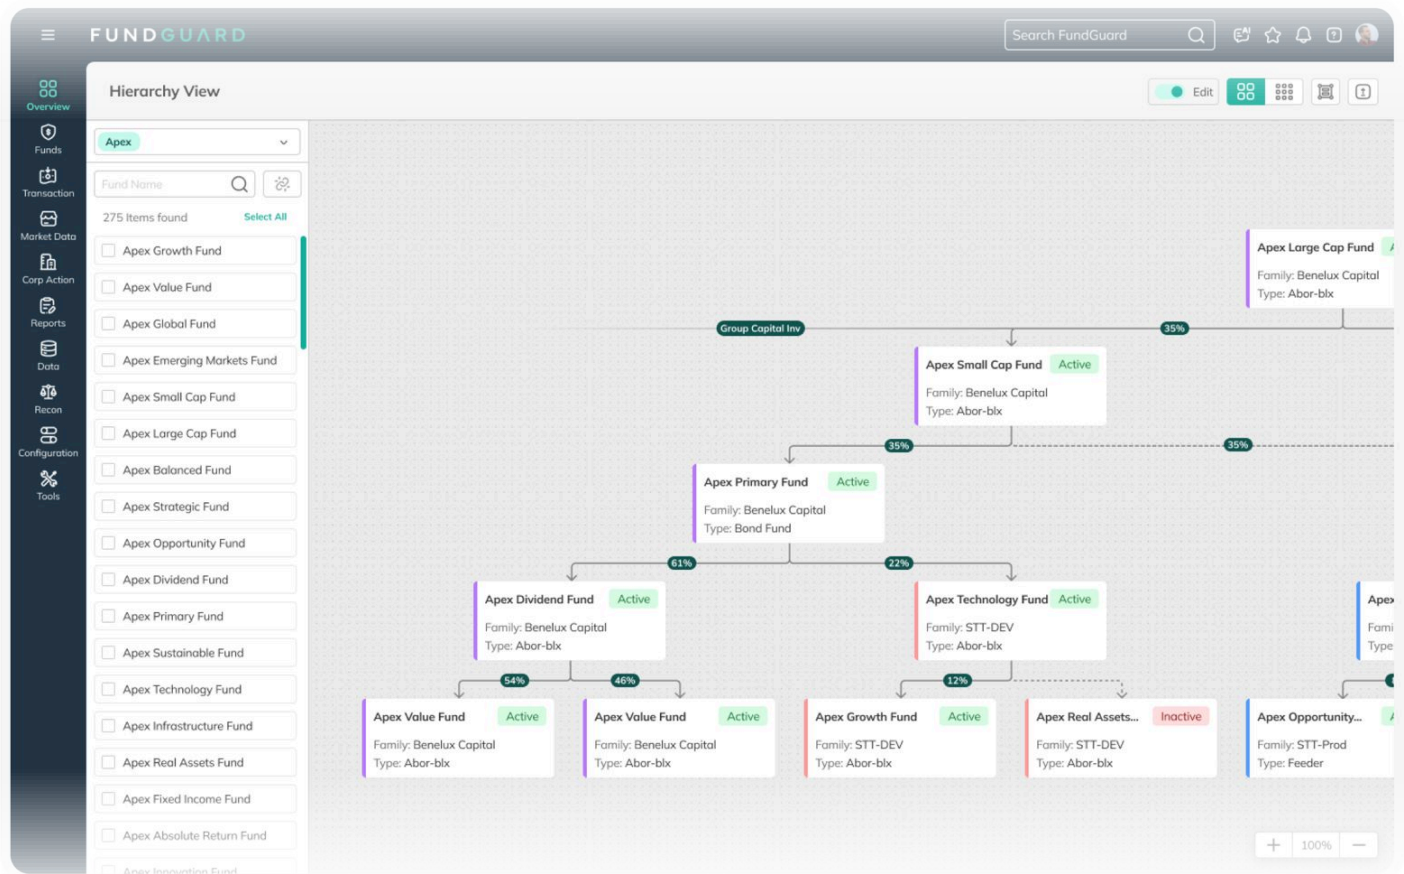 FUNDGUARD
Search FundGuard
Overview
Funds
Transaction
Market Data
Corp Action
Reports
Data
Recon
Configuration
Tools
Hierarchy View
Edit
Apex
Fund Name
275 Items found
Select All
Apex Growth Fund
Apex Value Fund
Apex Global Fund
Apex Emerging Markets Fund
Apex Small Cap Fund
Apex Large Cap Fund
Apex Balanced Fund
Apex Strategic Fund
Apex Opportunity Fund
Apex Dividend Fund
Apex Primary Fund
Apex Sustainable Fund
Apex Technology Fund
Apex Infrastructure Fund
Apex Real Assets Fund
Apex Fixed Income Fund
Apex Absolute Return Fund
Apex Innovation Fund
Apex Large Cap Fund
Family: Benelux Capital
Type: Abor-blx
Group Capital Inv
35%
Apex Small Cap Fund
Active
Family: Benelux Capital
Type: Abor-blx
35%
35%
Apex Primary Fund
Active
Family: Benelux Capital
Type: Bond Fund
61%
22%
Apex Dividend Fund
Active
Family: Benelux Capital
Type: Abor-blx
Apex Technology Fund
Active
Family: STT-DEV
Type: Abor-blx
Apex
Fami
Type
54%
46%
12%
Apex Value Fund
Active
Family: Benelux Capital
Type: Abor-blx
Apex Value Fund
Active
Family: Benelux Capital
Type: Abor-blx
Apex Growth Fund
Active
Family: STT-DEV
Type: Abor-blx
Apex Real Assets...
Inactive
Family: STT-DEV
Type: Abor-blx
Apex Opportunity...
Family: STT-Prod
Type: Feeder
100%